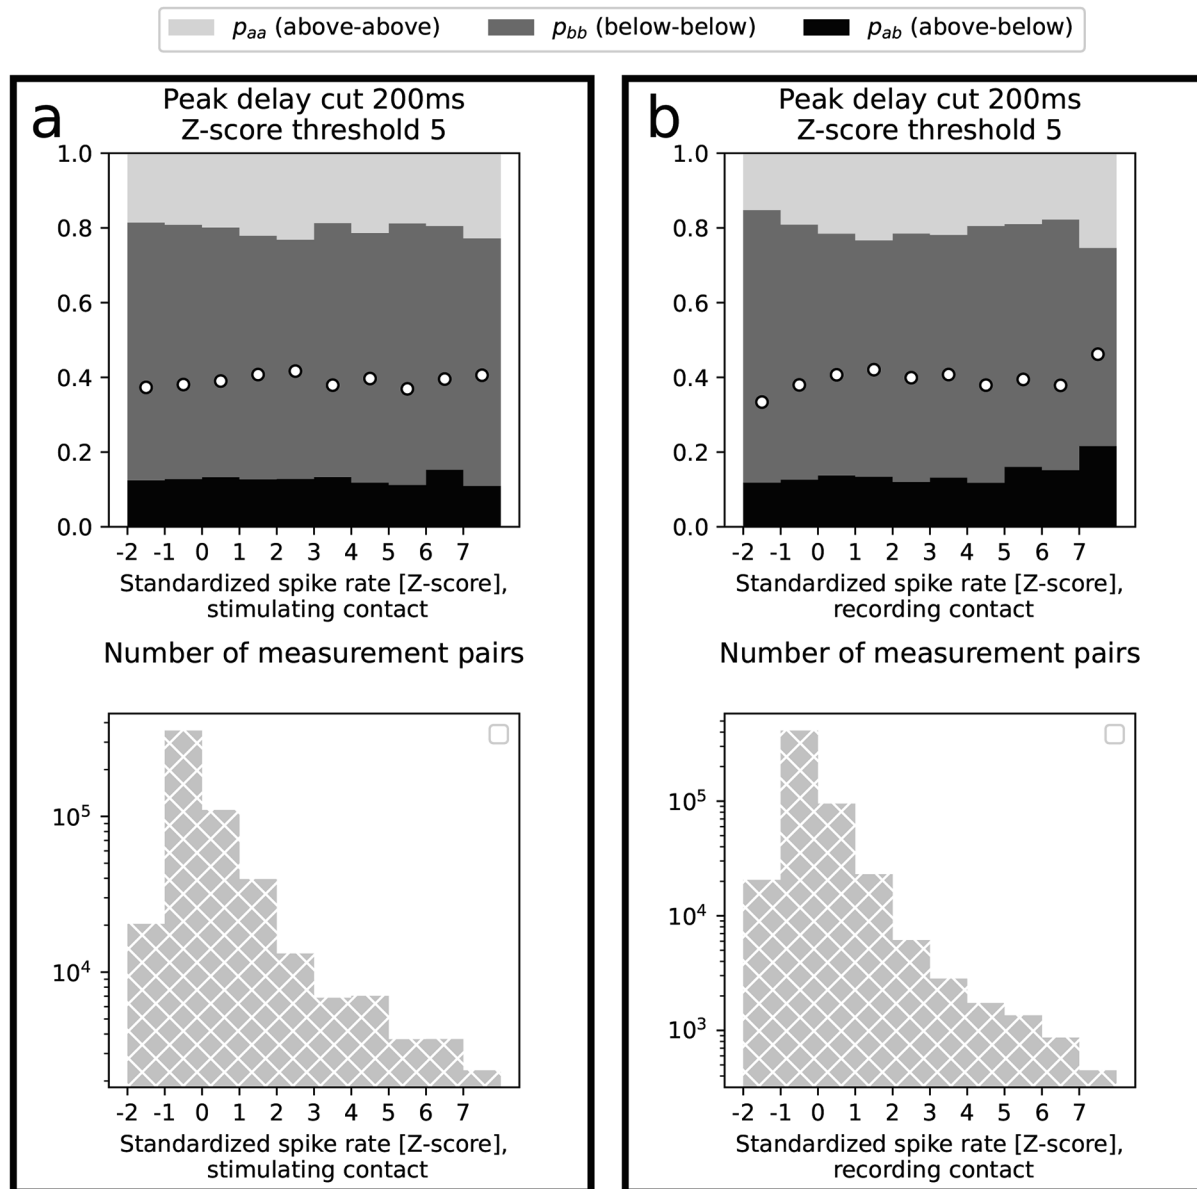 p_aa (above-above) p_bb (below-below) p_ab (above-below)
a
Peak delay cut 200ms
Z-score threshold 5
1.0
0.8
0.6
0.4
0.2
0.0
-2 -1 0 1 2 3 4 5 6 7
Standardized spike rate [Z-score],
stimulating contact
Number of measurement pairs
10^5
10^4
-2 -1 0 1 2 3 4 5 6 7
Standardized spike rate [Z-score],
stimulating contact
b
Peak delay cut 200ms
Z-score threshold 5
1.0
0.8
0.6
0.4
0.2
0.0
-2 -1 0 1 2 3 4 5 6 7
Standardized spike rate [Z-score],
recording contact
Number of measurement pairs
10^5
10^4
10^3
-2 -1 0 1 2 3 4 5 6 7
Standardized spike rate [Z-score],
recording contact